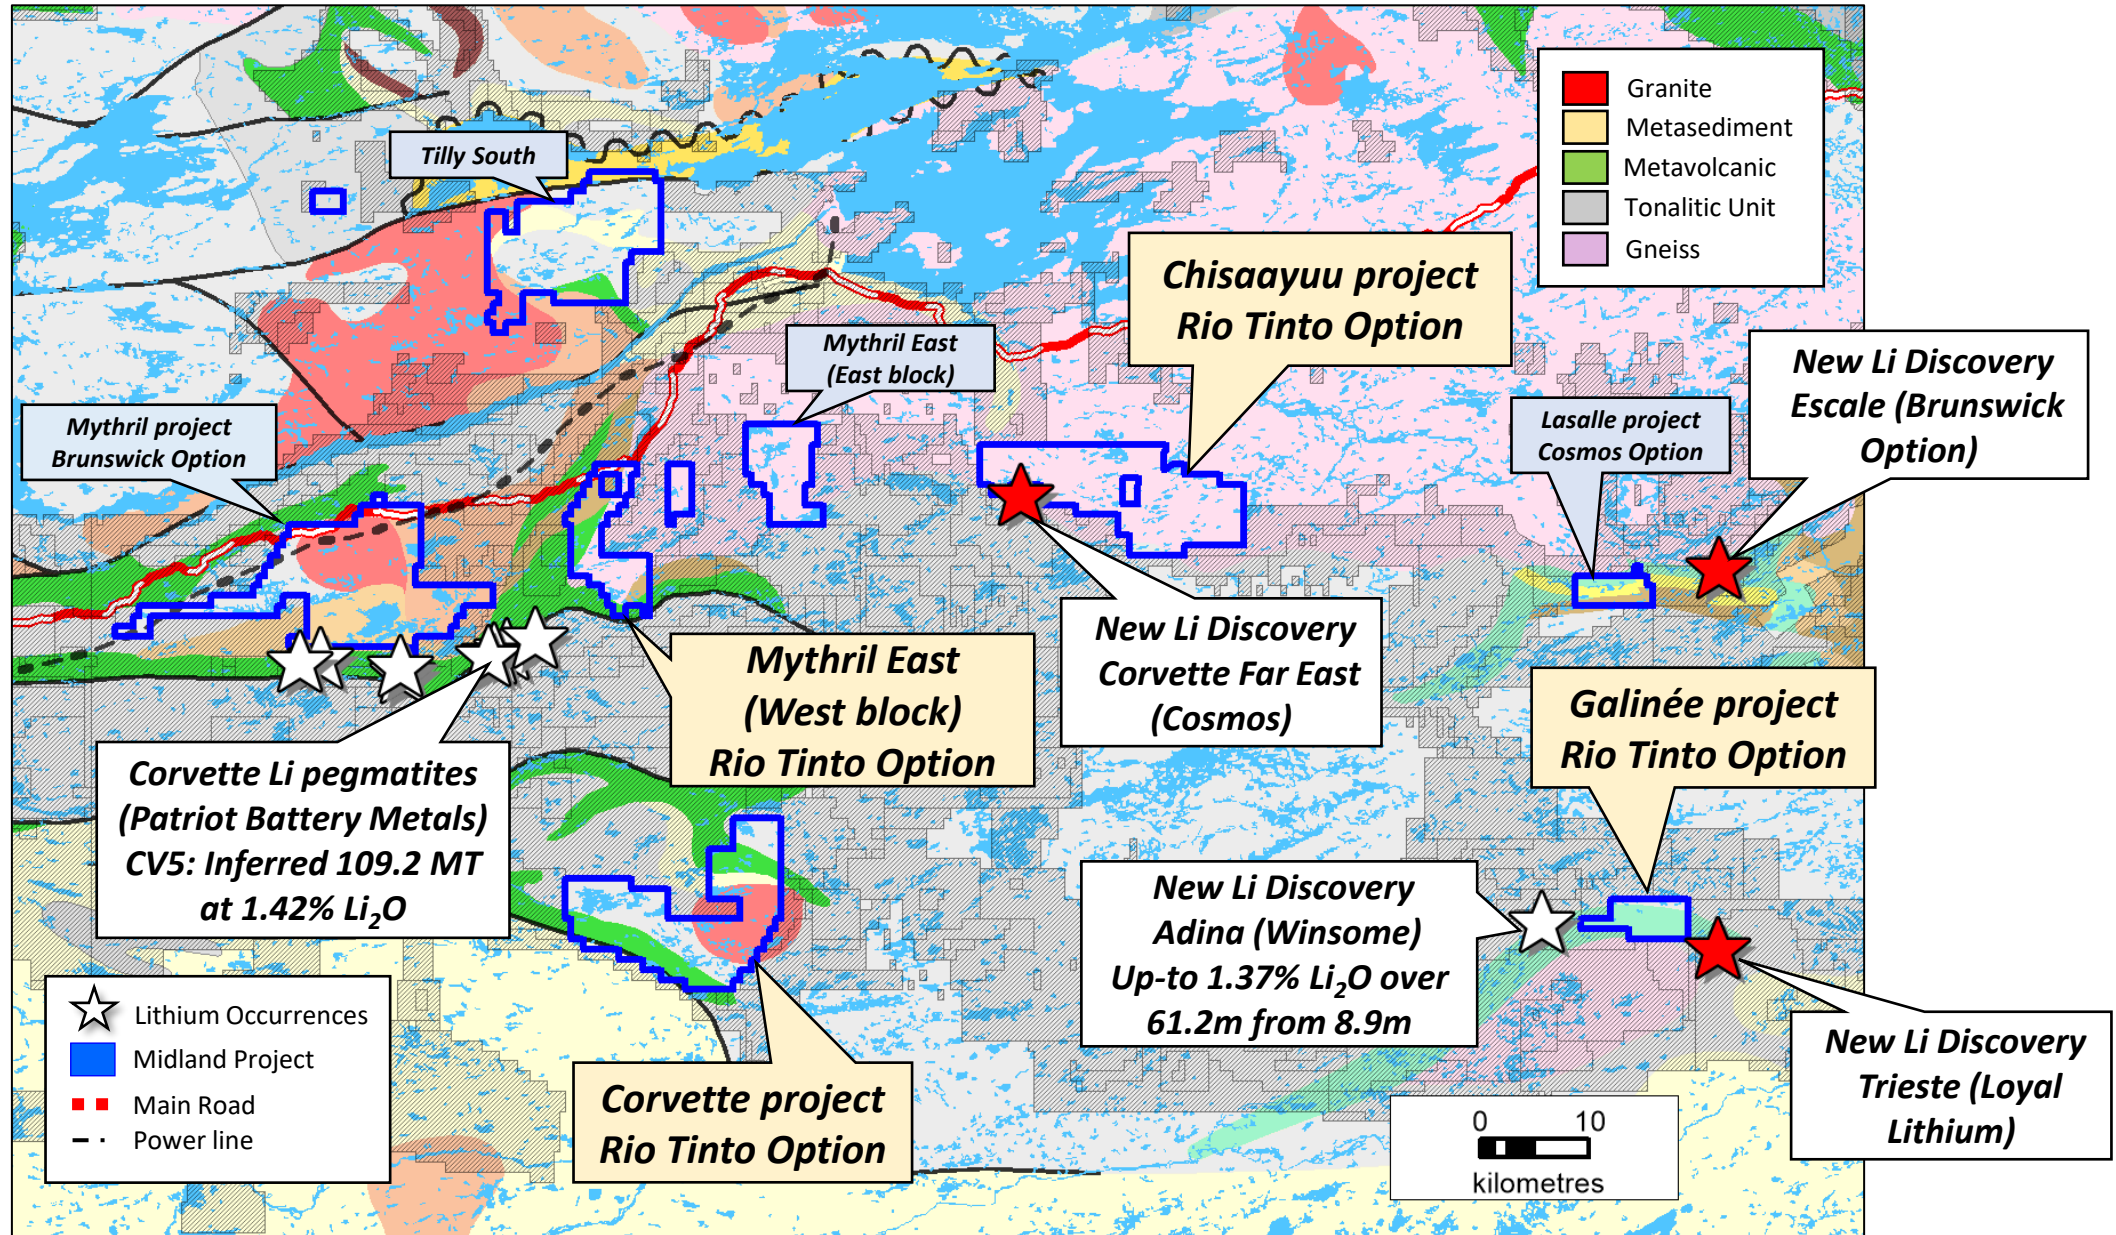 Tilly South
Granite
Metasediment
Metavolcanic
Tonalitic Unit
Gneiss
Chisaayuu project
Rio Tinto Option
Mythril East
(East block)
New Li Discovery
Escale (Brunswick
Option)
Mythril project
Brunswick Option
Lasalle project
Cosmos Option
New Li Discovery
Corvette Far East
(Cosmos)
Mythril East
(West block)
Rio Tinto Option
Galinée project
Rio Tinto Option
Corvette Li pegmatites
(Patriot Battery Metals)
CV5: Inferred 109.2 MT
at 1.42% Li₂O
New Li Discovery
Adina (Winsome)
Up-to 1.37% Li₂O over
61.2m from 8.9m
Lithium Occurrences
Midland Project
Main Road
Power line
Corvette project
Rio Tinto Option
New Li Discovery
Trieste (Loyal
Lithium)
0 10
kilometres